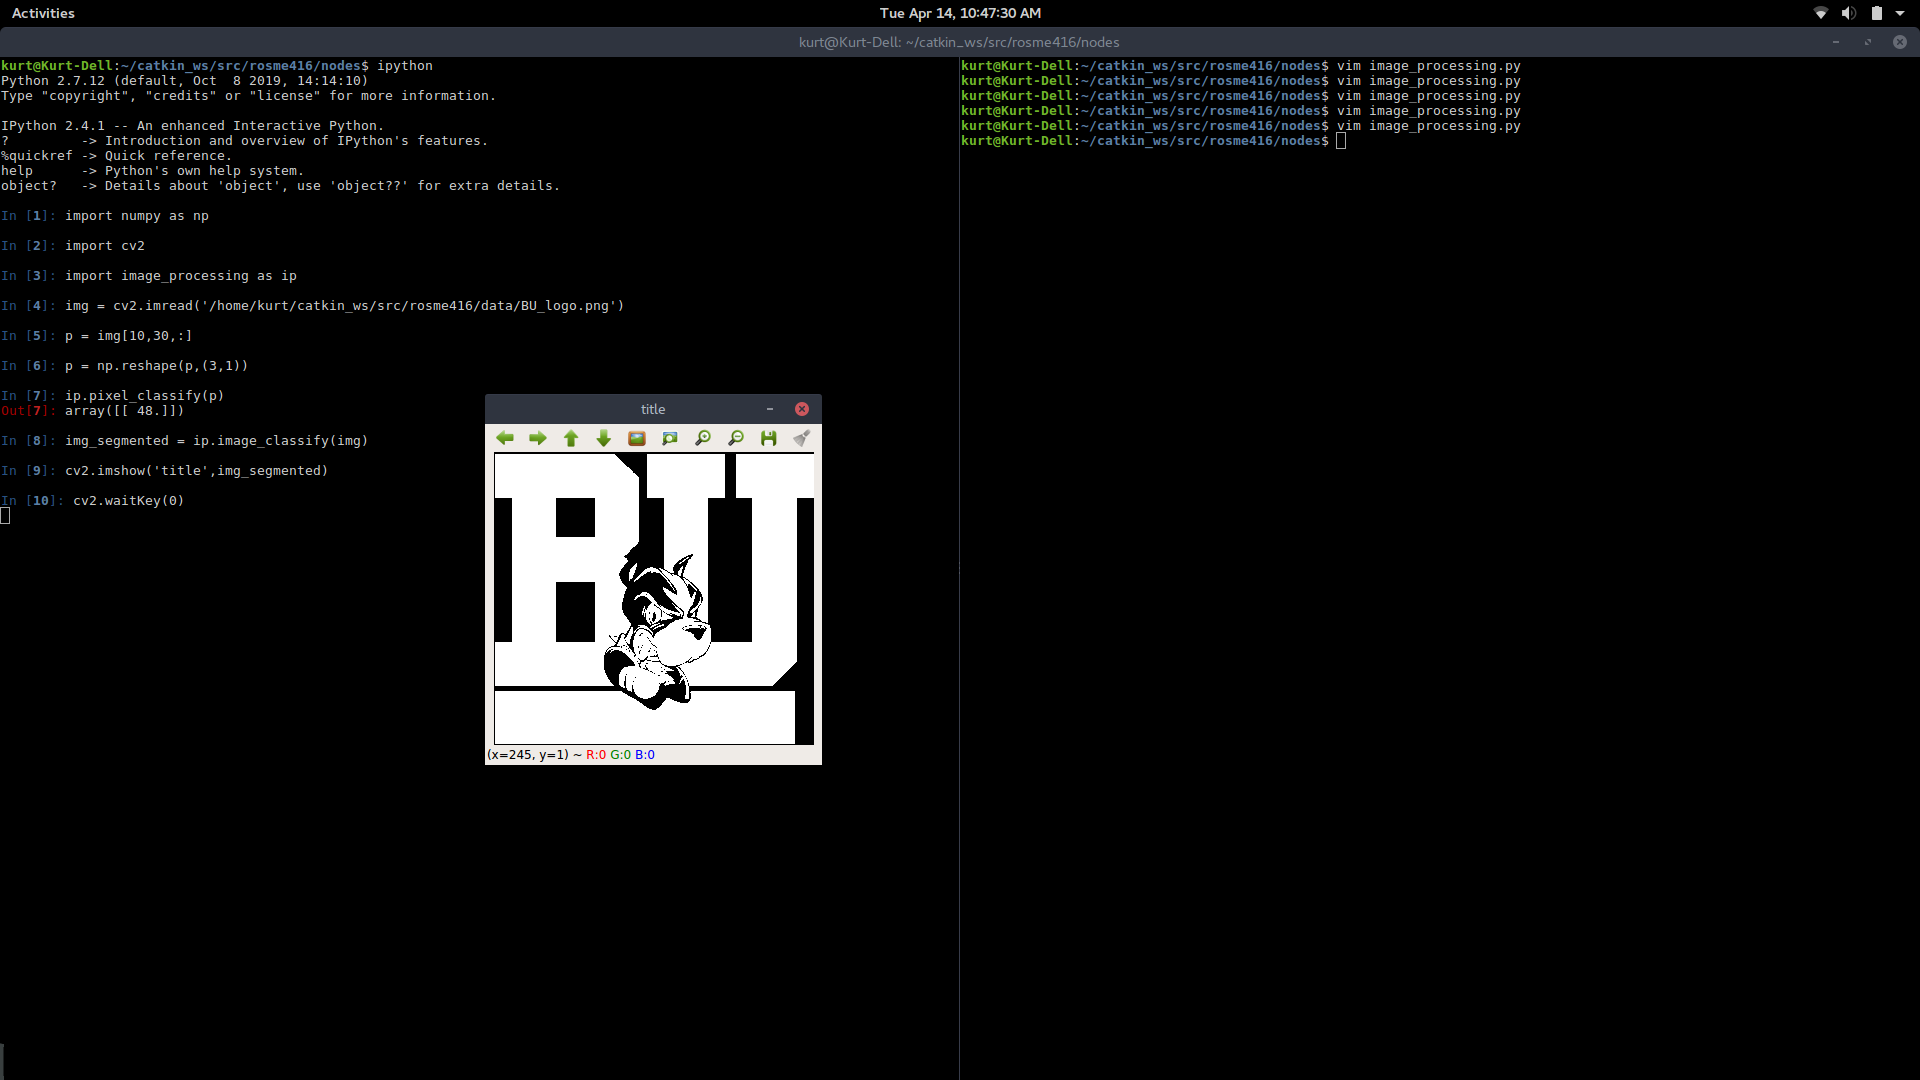 Activities
Tue Apr 14, 10:47:30 AM
kurt@Kurt-Dell: ~/catkin_ws/src/rosme416/nodes
kurt@Kurt-Dell:~/catkin_ws/src/rosme416/nodes$ ipython
Python 2.7.12 (default, Oct  8 2019, 14:14:10)
Type "copyright", "credits" or "license" for more information.
IPython 2.4.1 -- An enhanced Interactive Python.
?         -> Introduction and overview of IPython's features.
%quickref -> Quick reference.
help      -> Python's own help system.
object?   -> Details about 'object', use 'object??' for extra details.
In [1]: import numpy as np
In [2]: import cv2
In [3]: import image_processing as ip
In [4]: img = cv2.imread('/home/kurt/catkin_ws/src/rosme416/data/BU_logo.png')
In [5]: p = img[10,30,:]
In [6]: p = np.reshape(p,(3,1))
In [7]: ip.pixel_classify(p)
Out[7]: array([[ 48.]])
In [8]: img_segmented = ip.image_classify(img)
In [9]: cv2.imshow('title',img_segmented)
In [10]: cv2.waitKey(0)
title
BU
(x=245, y=1) ~ R:0 G:0 B:0
kurt@Kurt-Dell:~/catkin_ws/src/rosme416/nodes$ vim image_processing.py
kurt@Kurt-Dell:~/catkin_ws/src/rosme416/nodes$ vim image_processing.py
kurt@Kurt-Dell:~/catkin_ws/src/rosme416/nodes$ vim image_processing.py
kurt@Kurt-Dell:~/catkin_ws/src/rosme416/nodes$ vim image_processing.py
kurt@Kurt-Dell:~/catkin_ws/src/rosme416/nodes$ vim image_processing.py
kurt@Kurt-Dell:~/catkin_ws/src/rosme416/nodes$